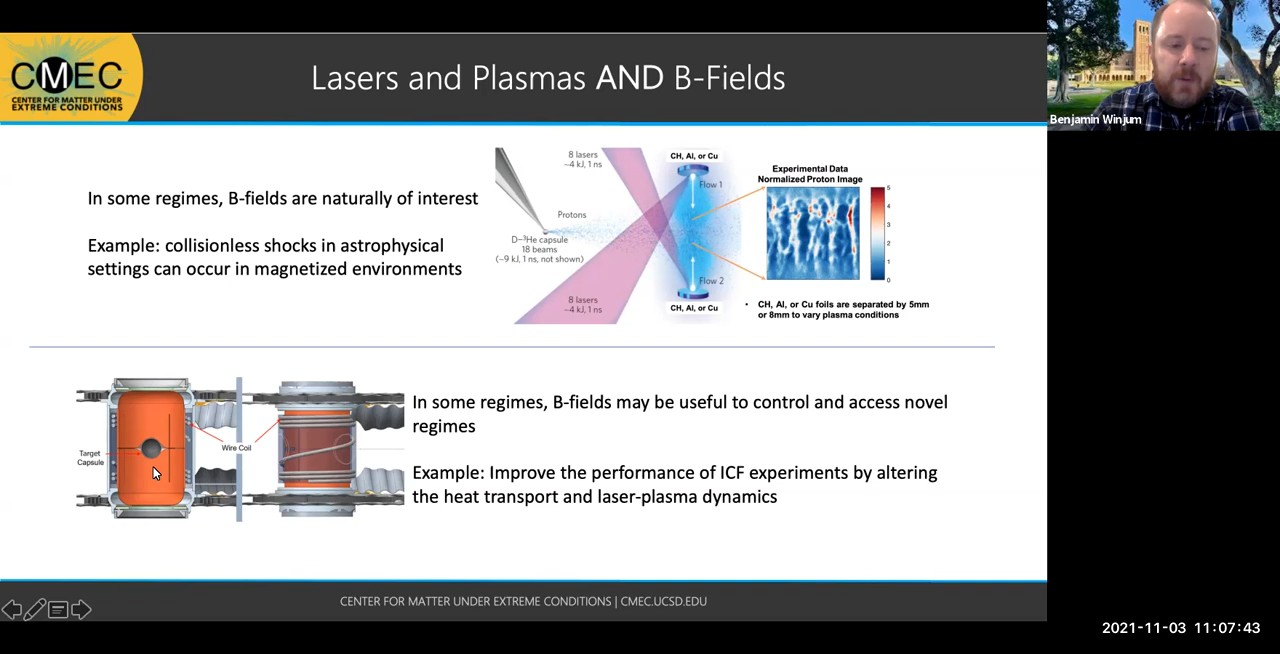 CMEC
CENTER FOR MATTER UNDER
EXTREME CONDITIONS
Lasers and Plasmas AND B-Fields
Benjamin Winjum
In some regimes, B-fields are naturally of interest
Example: collisionless shocks in astrophysical
settings can occur in magnetized environments
8 lasers
~4 kJ, 1 ns
CH, Al, or Cu
Flow 1
Protons
D–³He capsule
18 beams
(~9 kJ, 1 ns, not shown)
Flow 2
8 lasers
~4 kJ, 1 ns
CH, Al, or Cu
Experimental Data
Normalized Proton Image
5
4
3
2
1
0
• CH, Al, or Cu foils are separated by 5mm
or 8mm to vary plasma conditions
Target
Capsule
Wire Coil
In some regimes, B-fields may be useful to control and access novel
regimes
Example: Improve the performance of ICF experiments by altering
the heat transport and laser-plasma dynamics
CENTER FOR MATTER UNDER EXTREME CONDITIONS | CMEC.UCSD.EDU
2021-11-03 11:07:43